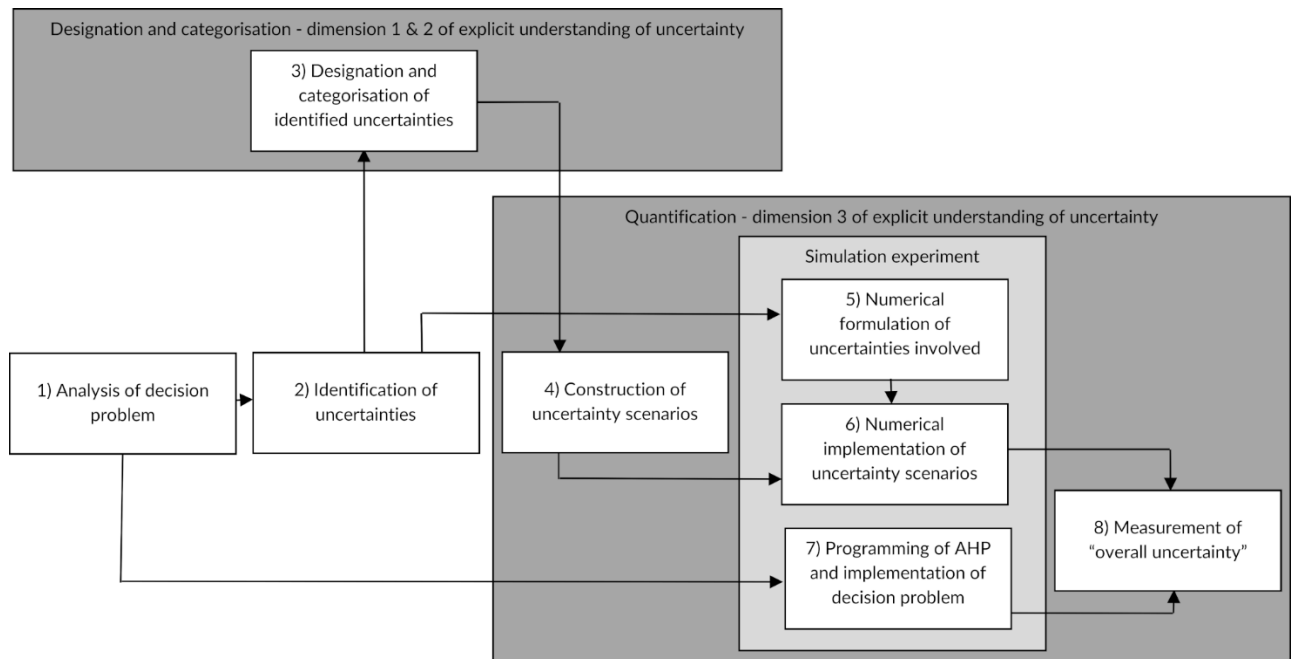 Designation and categorisation - dimension 1 & 2 of explicit understanding of uncertainty
3) Designation and
categorisation of
identified uncertainties
Quantification - dimension 3 of explicit understanding of uncertainty
Simulation experiment
5) Numerical
formulation of
uncertainties involved
1) Analysis of decision
problem
2) Identification of
uncertainties
4) Construction of
uncertainty scenarios
6) Numerical
implementation of
uncertainty scenarios
7) Programming of AHP
and implementation of
decision problem
8) Measurement of
“overall uncertainty”